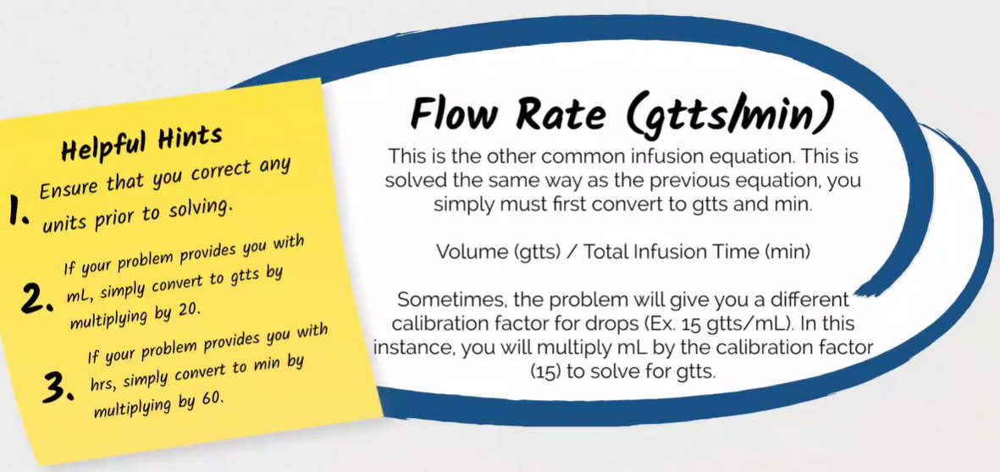 Helpful Hints
1. Ensure that you correct any
units prior to solving.
2. If your problem provides you with
mL, simply convert to gtts by
multiplying by 20.
3. If your problem provides you with
hrs, simply convert to min by
multiplying by 60.
Flow Rate (gtts/min)
This is the other common infusion equation. This is
solved the same way as the previous equation, you
simply must first convert to gtts and min.
Volume (gtts) / Total Infusion Time (min)
Sometimes, the problem will give you a different
calibration factor for drops (Ex. 15 gtts/mL). In this
instance, you will multiply mL by the calibration factor
(15) to solve for gtts.